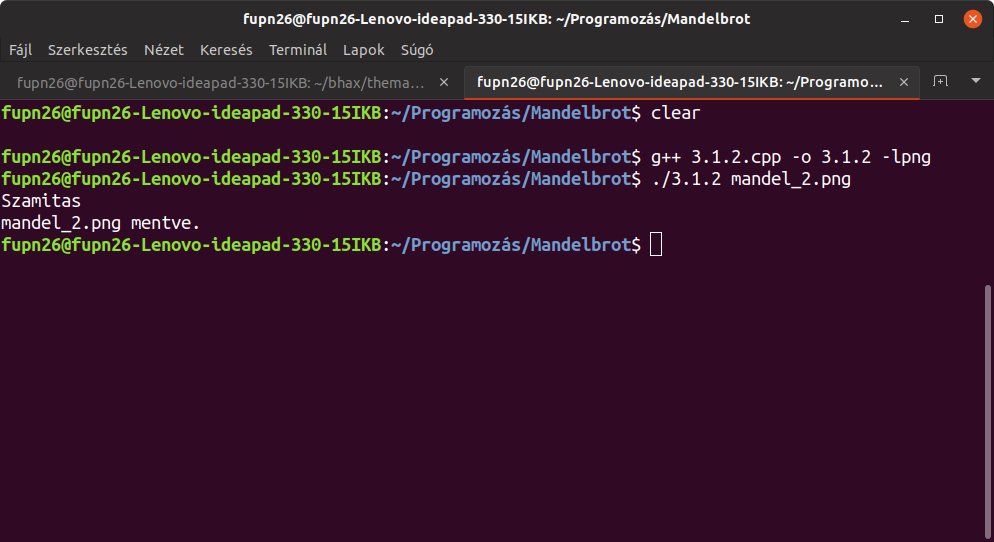 fupn26@fupn26-Lenovo-ideapad-330-15IKB: ~/Programozás/Mandelbrot
Fájl Szerkesztés Nézet Keresés Terminál Lapok Súgó
fupn26@fupn26-Lenovo-ideapad-330-15IKB: ~/bhax/thema… fupn26@fupn26-Lenovo-ideapad-330-15IKB: ~/Programo…
fupn26@fupn26-Lenovo-ideapad-330-15IKB:~/Programozás/Mandelbrot$ clear
fupn26@fupn26-Lenovo-ideapad-330-15IKB:~/Programozás/Mandelbrot$ g++ 3.1.2.cpp -o 3.1.2 -lpng
fupn26@fupn26-Lenovo-ideapad-330-15IKB:~/Programozás/Mandelbrot$ ./3.1.2 mandel_2.png
Szamitas
mandel_2.png mentve.
fupn26@fupn26-Lenovo-ideapad-330-15IKB:~/Programozás/Mandelbrot$